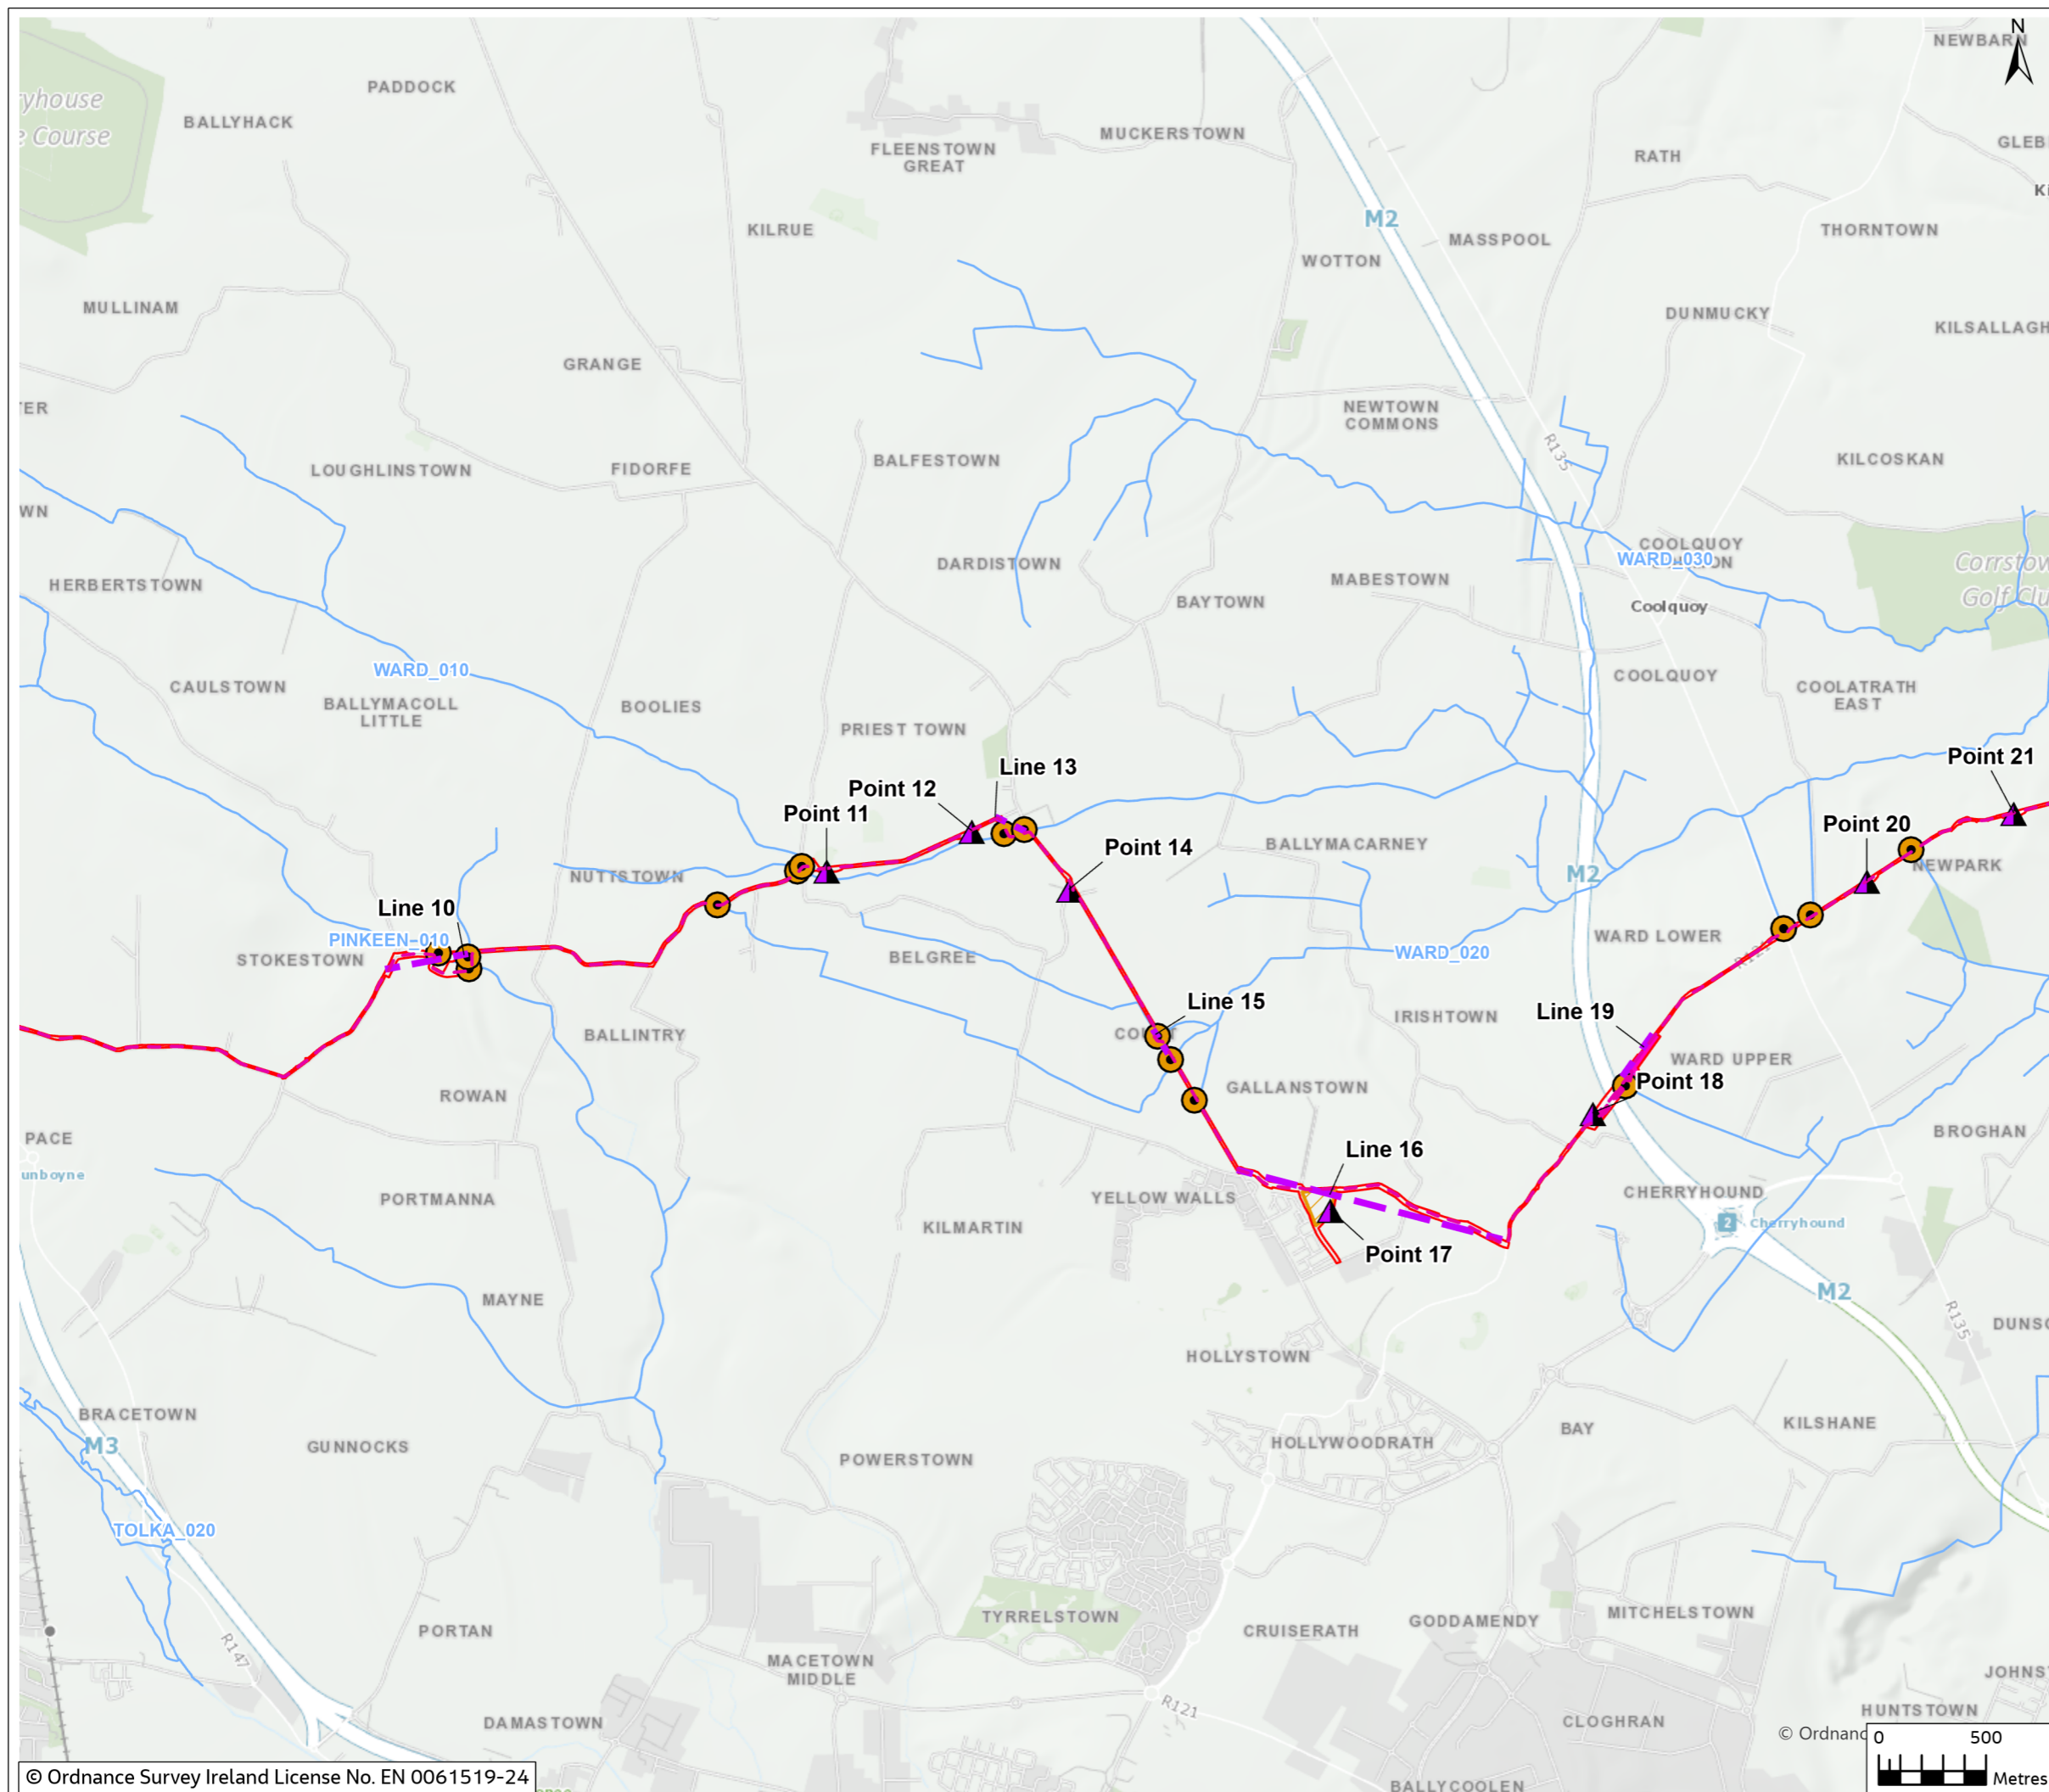 N
NEWBARN
PADDOCK
BALLYHACK
MUCKERSTOWN
FLEENSTOWN
GREAT
RATH
GLEB
M2
KILRUE
MASSPOOL
THORNTOWN
WOTTON
MULLINAM
DUNMUCKY
KILSALLAGH
GRANGE
NEWTOWN
COMMONS
R135
LOUGHLINSTOWN
FIDORFE
BALFESTOWN
KILCOSKAN
COOLQUOY
WARD_030
HERBERTSTOWN
DARDISTOWN
MABESTOWN
BAYTOWN
Coolquoy
WARD_010
CAULSTOWN
BALLYMACOLL
LITTLE
BOOLIES
COOLQUOY
COOLATRATH
EAST
PRIEST TOWN
Point 21
Line 13
Point 12
Point 11
Point 20
Point 14
BALLYMACARNEY
NEWPARK
NUTTSTOWN
M2
Line 10
PINKEEN_010
STOKESTOWN
BELGREE
WARD_020
WARD LOWER
Line 15
Line 19
IRISHTOWN
BALLINTRY
WARD UPPER
Point 18
GALLANSTOWN
ROWAN
PACE
unboyne
BROGHAN
Line 16
PORTMANNA
YELLOW WALLS
CHERRYHOUND
2 Cherryhound
KILMARTIN
Point 17
MAYNE
M2
R135
DUNS
HOLLYSTOWN
BRACETOWN
M3
GUNNOCKS
POWERSTOWN
HOLLYWOODRATH
BAY
KILSHANE
TOLKA_020
PORTAN
R147
TYRRELSTOWN
CRUISERATH
GODDAMENDY
MITCHELSTOWN
MACETOWN
MIDDLE
JOHNS
R121
HUNTSTOWN
DAMASTOWN
CLOGHRAN
© Ordnanc
0 500
Metres
BALLYCOOLEN
© Ordnance Survey Ireland License No. EN 0061519-24